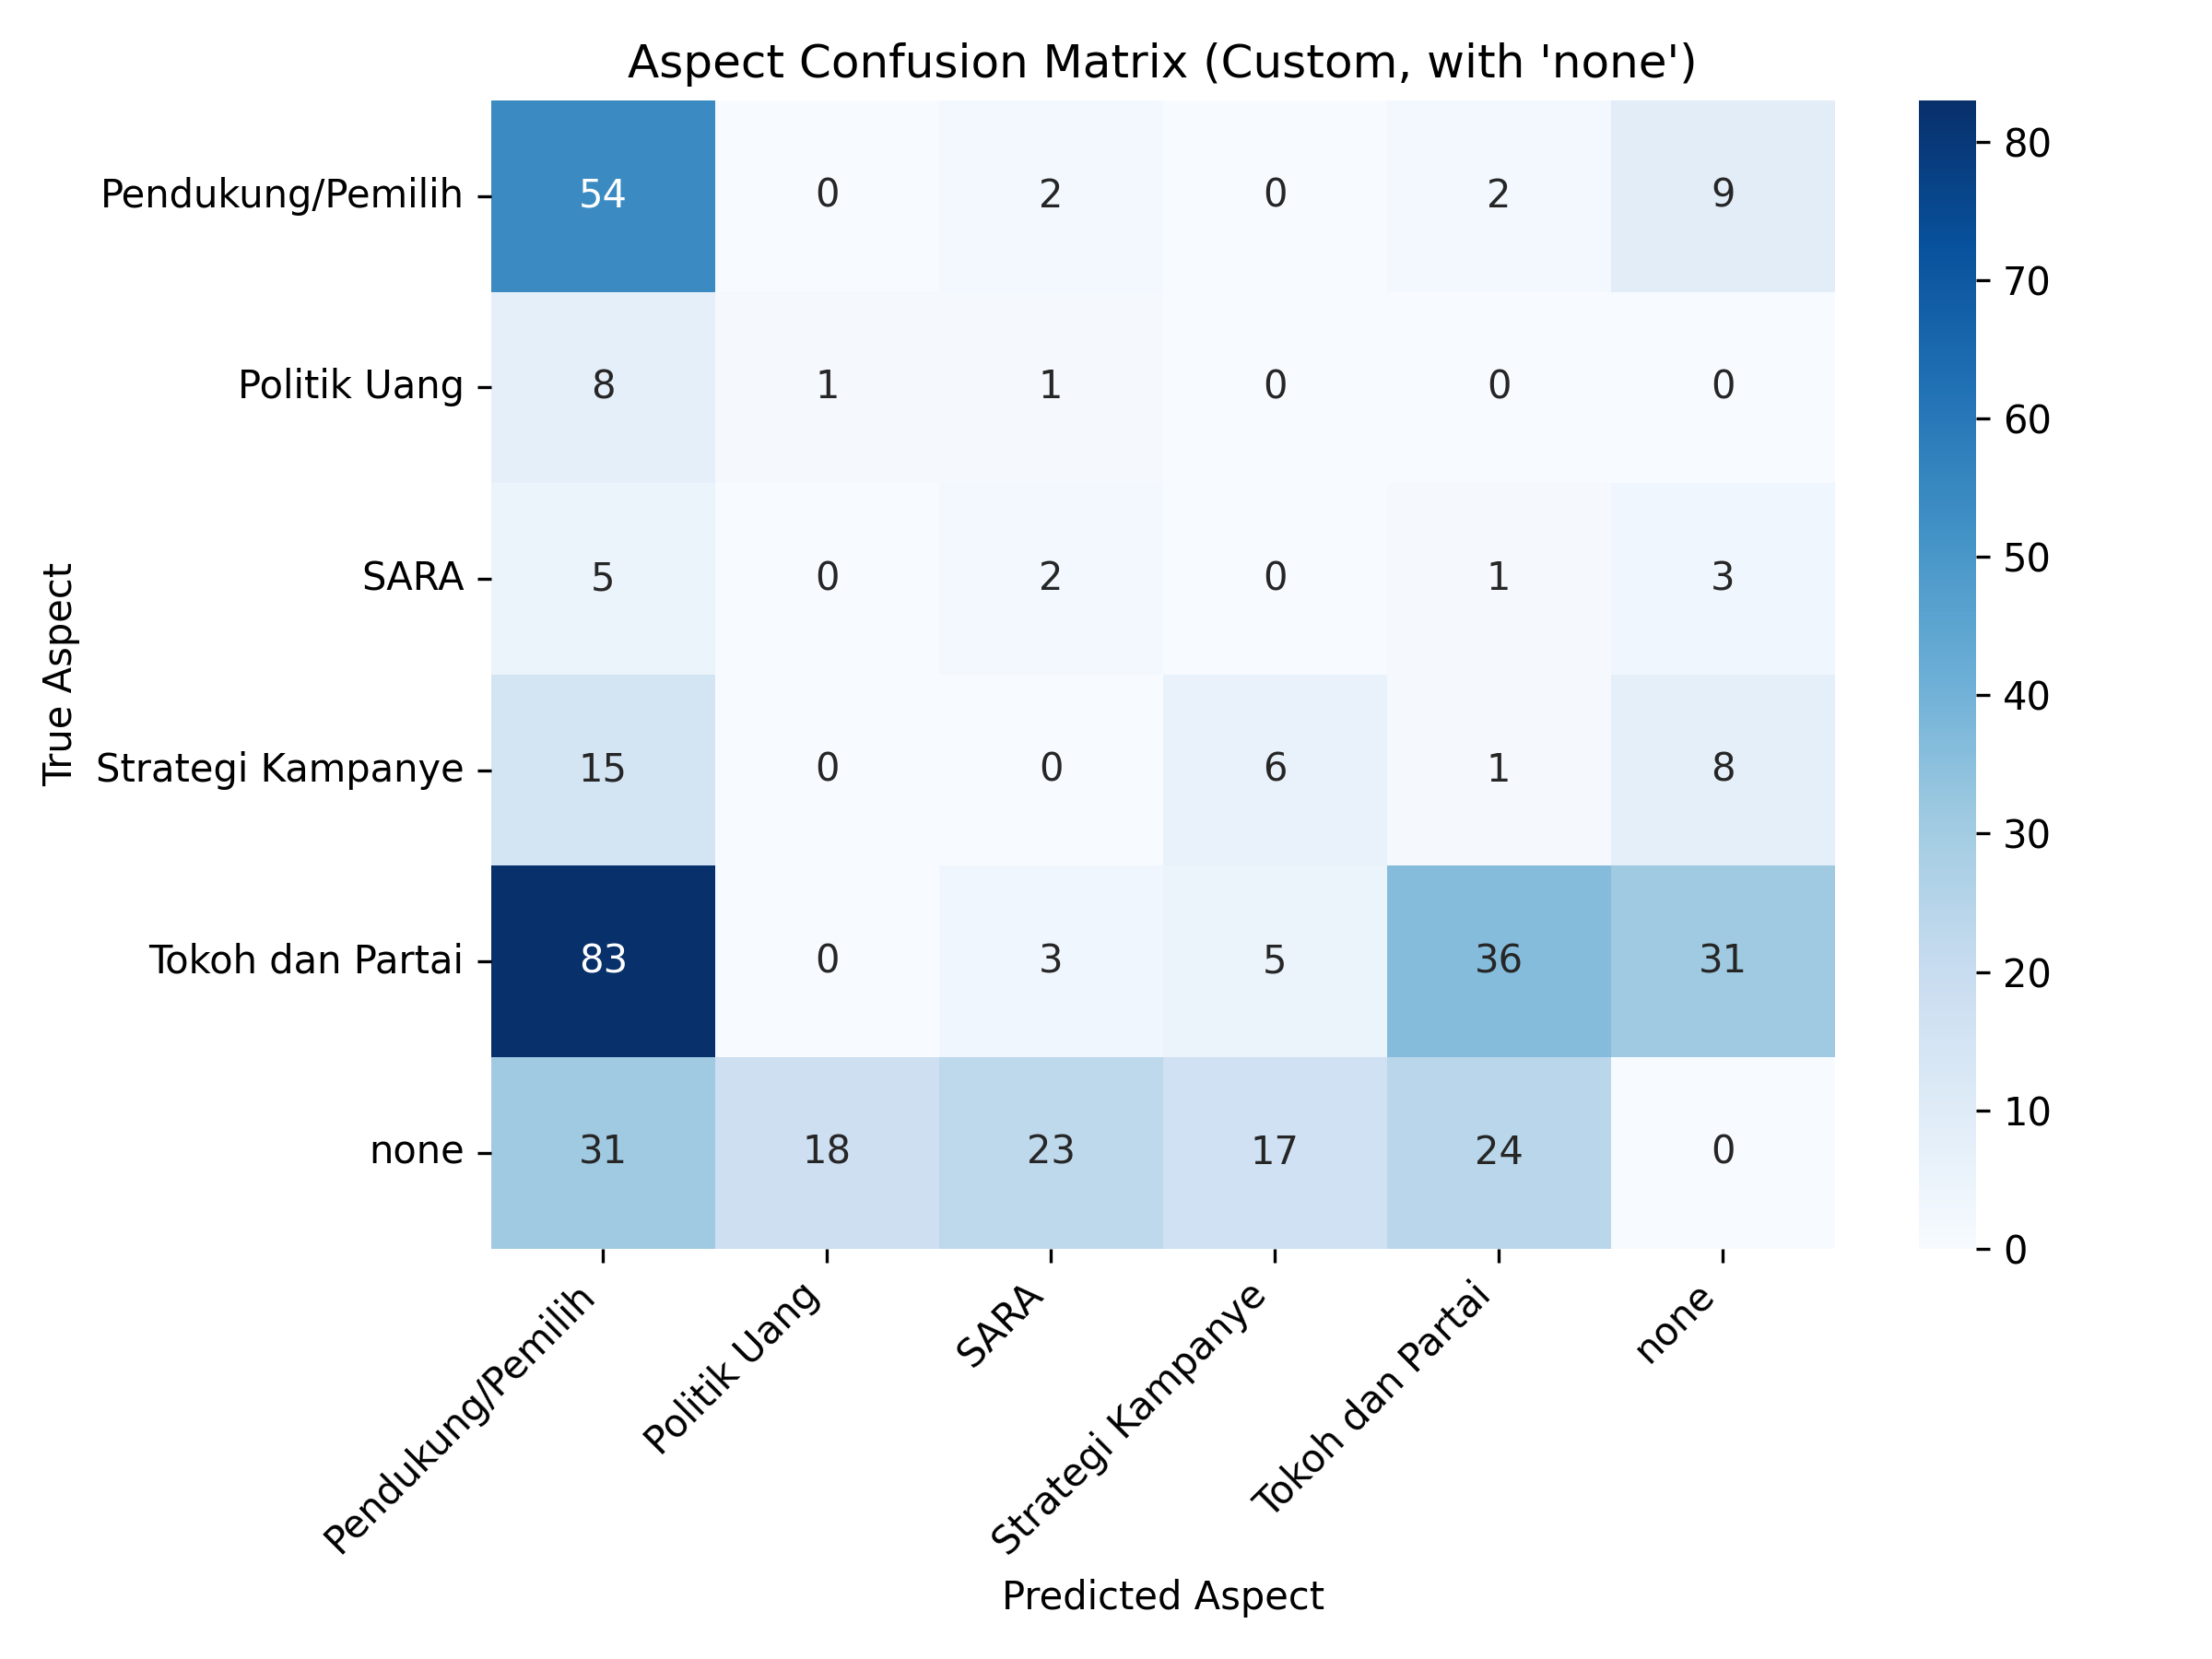 Aspect Confusion Matrix (Custom, with 'none')
True Aspect
Pendukung/Pemilih 54 0 2 0 2 9
Politik Uang 8 1 1 0 0 0
SARA 5 0 2 0 1 3
Strategi Kampanye 15 0 0 6 1 8
Tokoh dan Partai 83 0 3 5 36 31
none 31 18 23 17 24 0
Pendukung/Pemilih Politik Uang SARA Strategi Kampanye Tokoh dan Partai none
Predicted Aspect
80
70
60
50
40
30
20
10
0